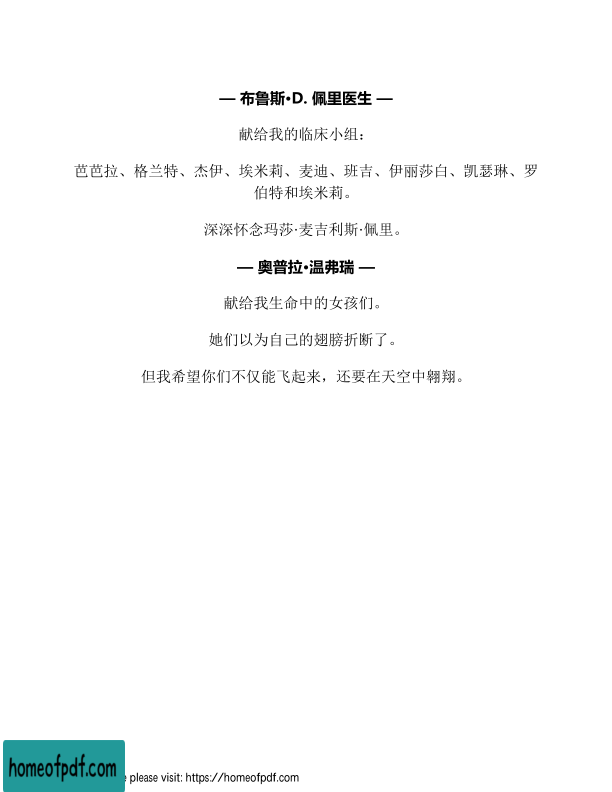 — 布鲁斯•D. 佩里医生 —
献给我的临床小组：
芭芭拉、格兰特、杰伊、埃米莉、麦迪、班吉、伊丽莎白、凯瑟琳、罗
伯特和埃米莉。
深深怀念玛莎·麦吉利斯·佩里。
— 奥普拉•温弗瑞 —
献给我生命中的女孩们。
她们以为自己的翅膀折断了。
但我希望你们不仅能飞起来，还要在天空中翱翔。
homeofpdf.com
e please visit: https://homeofpdf.com